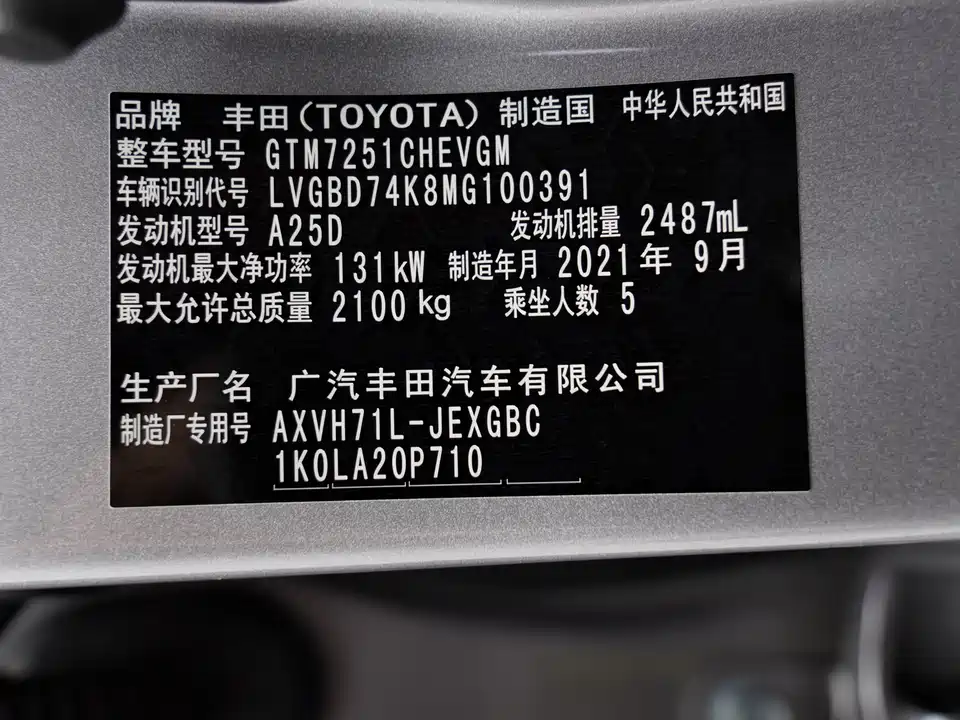 品牌 丰田(TOYOTA) 制造国 中华人民共和国
整车型号 GTM7251CHEVGM
车辆识别代号 LVGBD74K8MG100391
发动机型号 A25D 发动机排量 2487mL
发动机最大净功率 131kW 制造年月 2021年 9月
最大允许总质量 2100kg 乘坐人数 5
生产厂名 广汽丰田汽车有限公司
制造厂专用号 AXVH71L-JEXGBC
1K0LA20P710